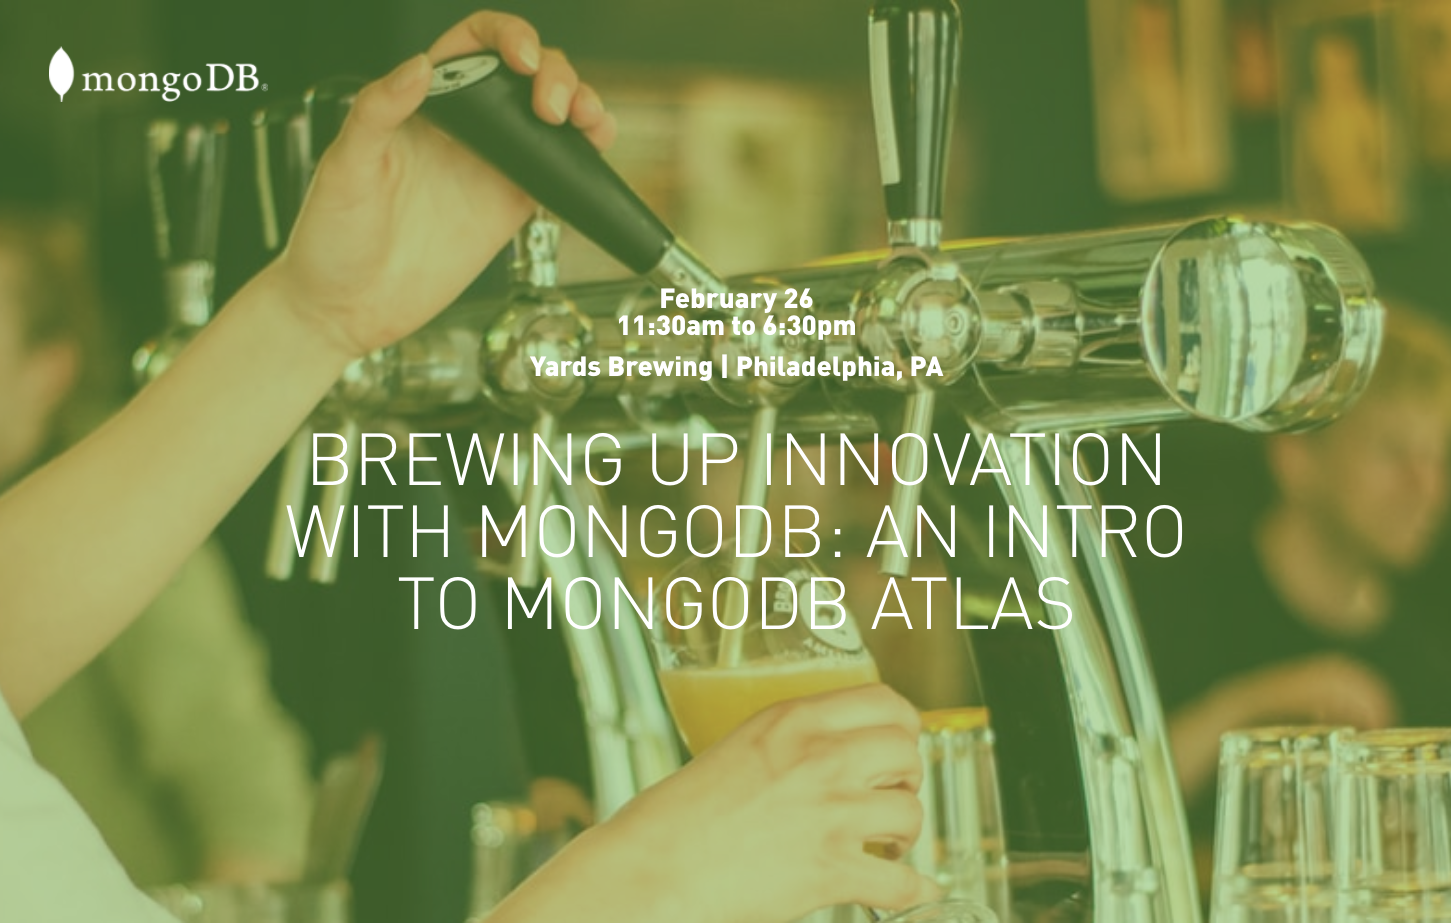 mongoDB®
February 26
11:30am to 6:30pm
Yards Brewing | Philadelphia, PA
BREWING UP INNOVATION
WITH MONGODB: AN INTRO
TO MONGODB ATLAS